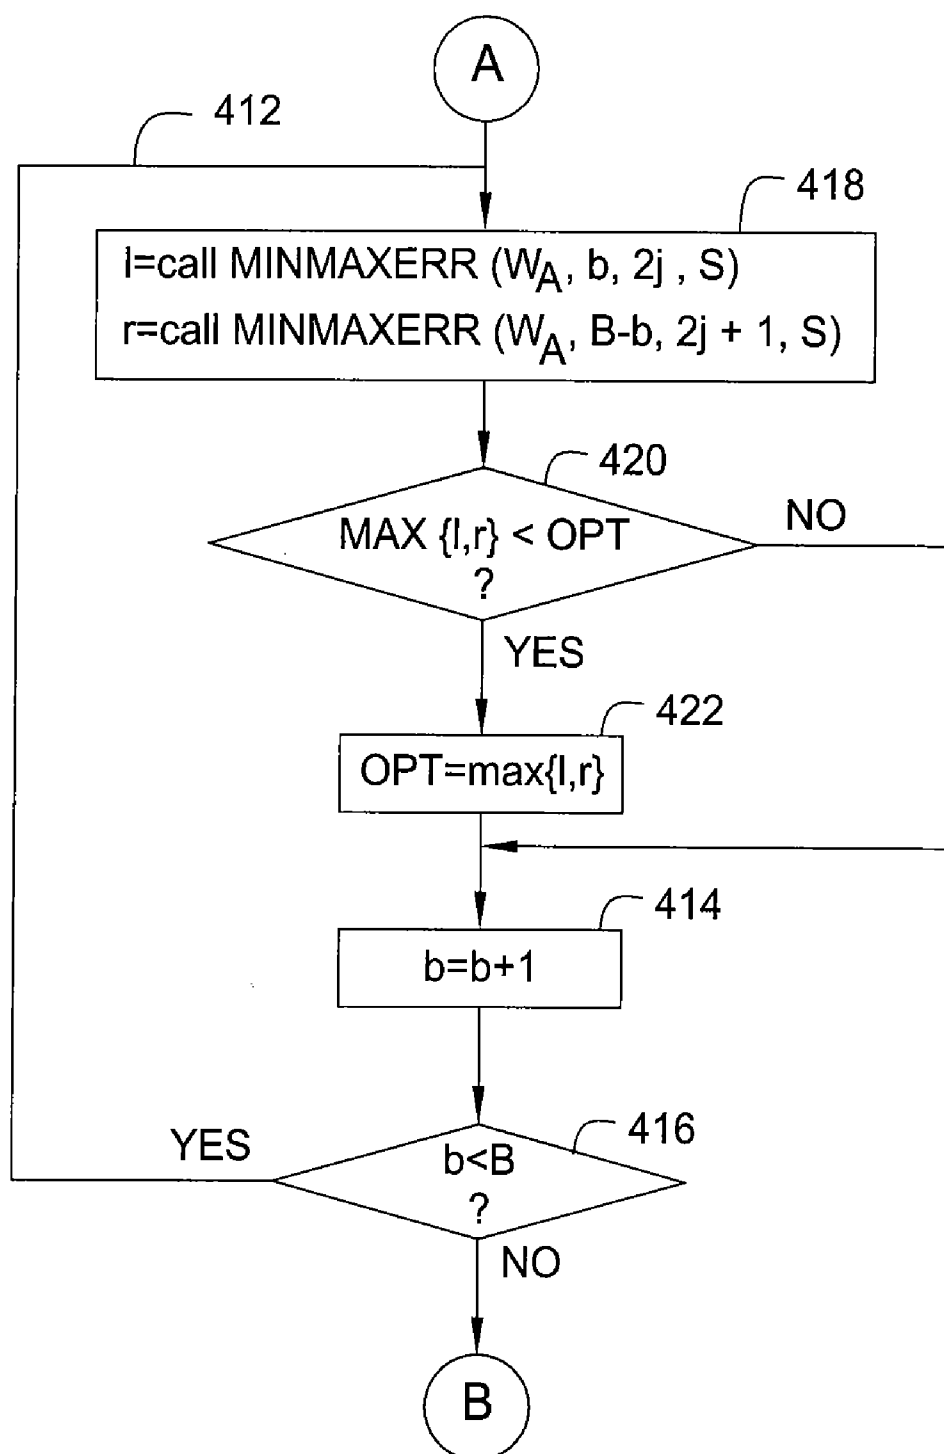 A
412
418
l=call MINMAXERR (WA, b, 2j , S)
r=call MINMAXERR (WA, B-b, 2j + 1, S)
420
MAX {l,r} < OPT
?
NO
YES
422
OPT=max{l,r}
414
b=b+1
416
YES
b<B
?
NO
B